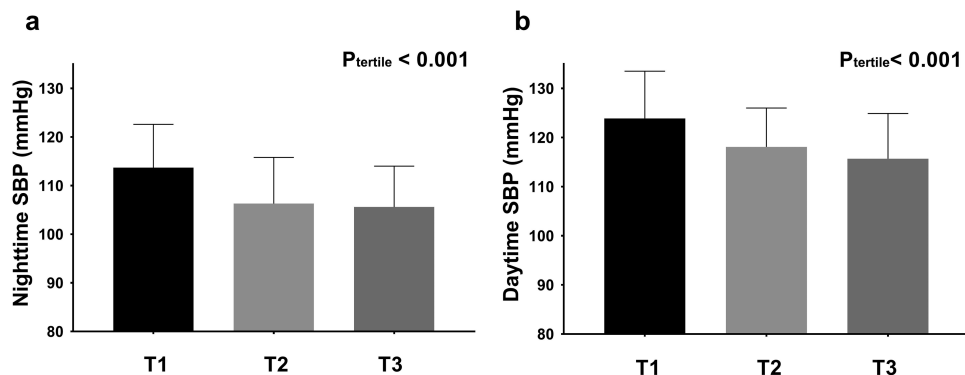 a
Ptertile < 0.001
Nighttime SBP (mmHg)
130
120
110
100
90
80
T1 T2 T3
b
Ptertile< 0.001
Daytime SBP (mmHg)
130
120
110
100
90
80
T1 T2 T3